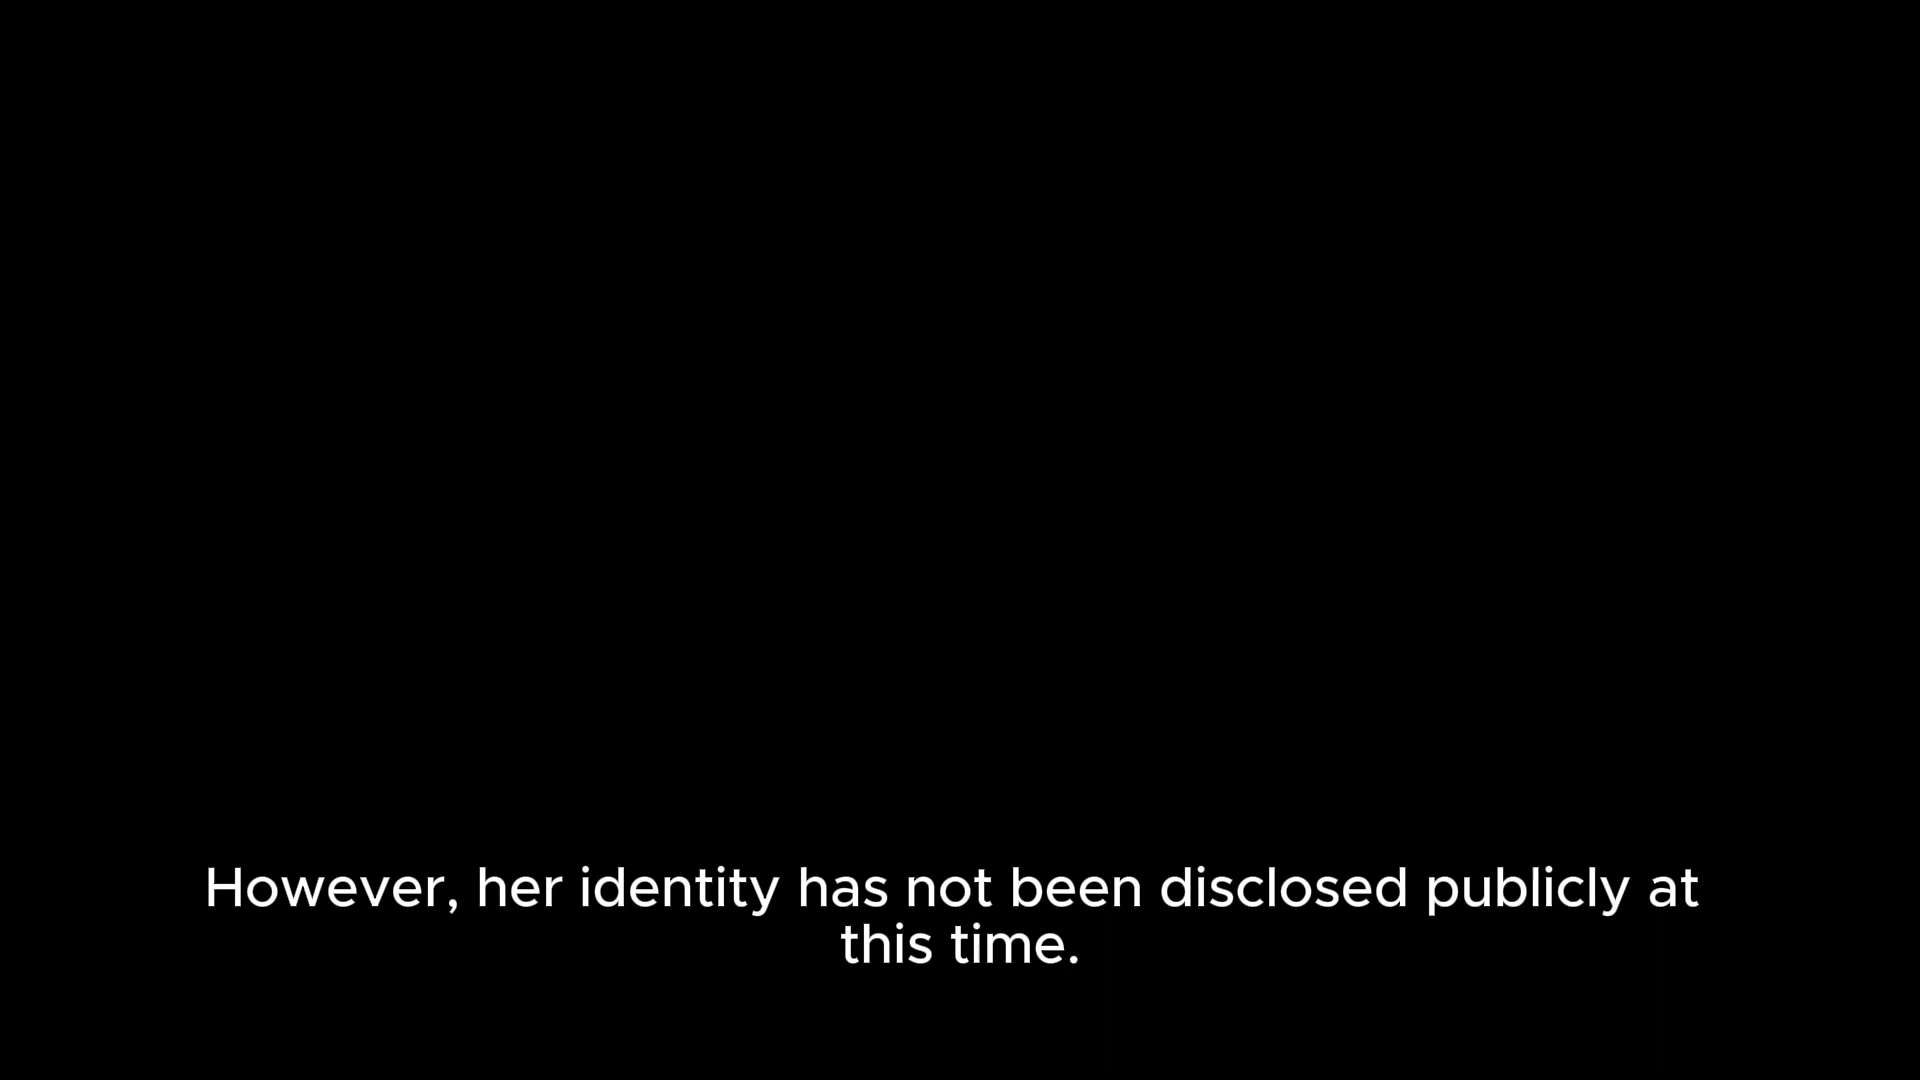 However, her identity has not been disclosed publicly at
this time.